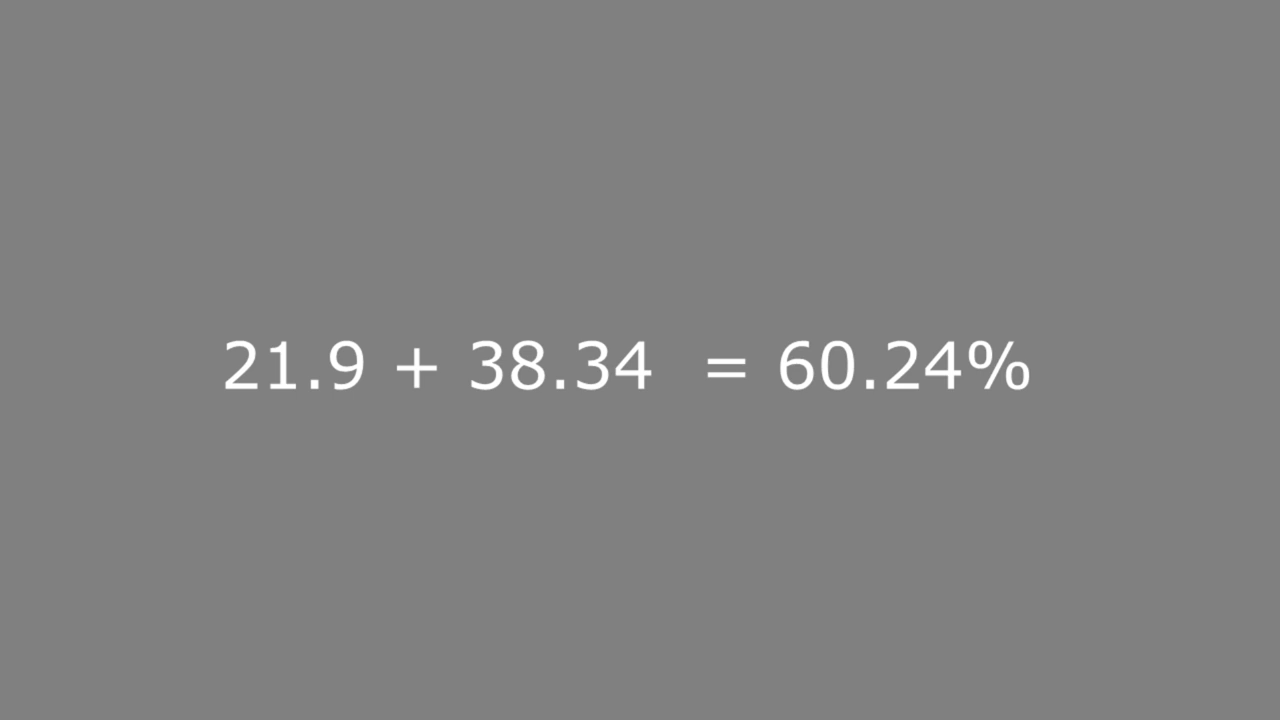 21.9 + 38.34 = 60.24%